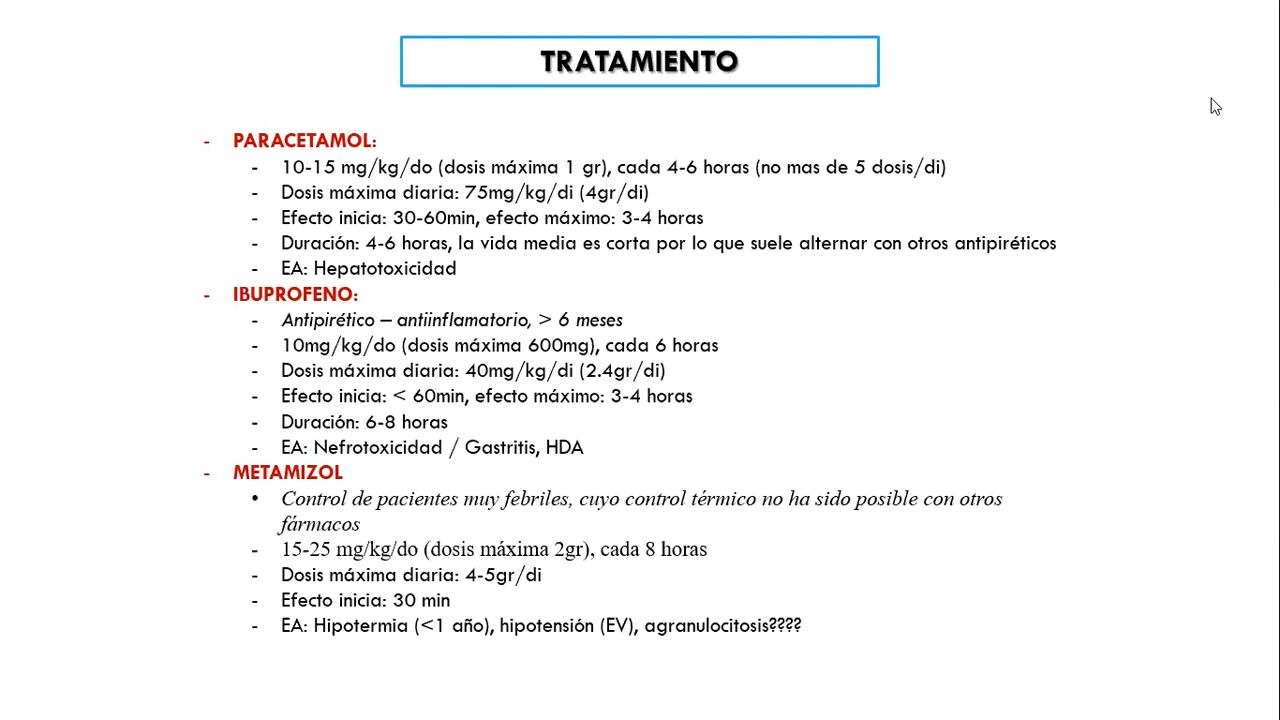 TRATAMIENTO
- PARACETAMOL:
- 10-15 mg/kg/do (dosis máxima 1 gr), cada 4-6 horas (no mas de 5 dosis/di)
- Dosis máxima diaria: 75mg/kg/di (4gr/di)
- Efecto inicia: 30-60min, efecto máximo: 3-4 horas
- Duración: 4-6 horas, la vida media es corta por lo que suele alternar con otros antipiréticos
- EA: Hepatotoxicidad
- IBUPROFENO:
- Antipirético – antiinflamatorio, > 6 meses
- 10mg/kg/do (dosis máxima 600mg), cada 6 horas
- Dosis máxima diaria: 40mg/kg/di (2.4gr/di)
- Efecto inicia: < 60min, efecto máximo: 3-4 horas
- Duración: 6-8 horas
- EA: Nefrotoxicidad / Gastritis, HDA
- METAMIZOL
• Control de pacientes muy febriles, cuyo control térmico no ha sido posible con otros
fármacos
- 15-25 mg/kg/do (dosis máxima 2gr), cada 8 horas
- Dosis máxima diaria: 4-5gr/di
- Efecto inicia: 30 min
- EA: Hipotermia (<1 año), hipotensión (EV), agranulocitosis????